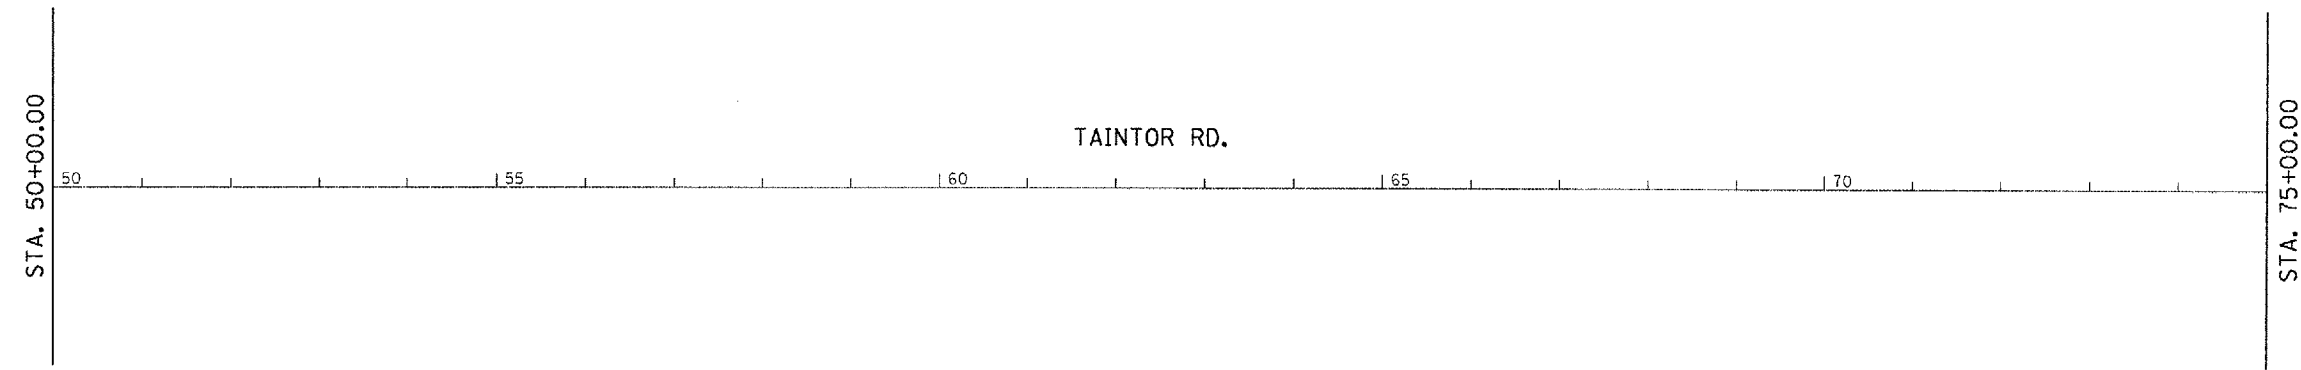 STA. 50+00.00
TAINTOR RD.
50 55 60 65 70
STA. 75+00.00